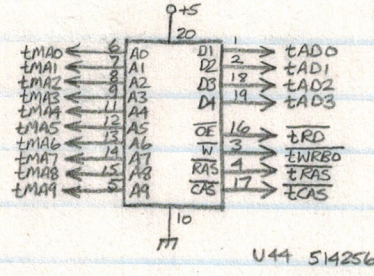 +5
20
tMA0 6 A0 D1 1 tAD0
tMA1 7 A1 D2 2 tAD1
tMA2 8 A2 D3 18 tAD2
tMA3 9 A3 D4 19 tAD3
tMA4 11 A4
tMA5 12 A5 OE 16 tRD
tMA6 13 A6 W 3 tWRB0
tMA7 14 A7 RAS 4 tRAS
tMA8 15 A8 CAS 17 tCAS
tMA9 5 A9
10
U44 514256